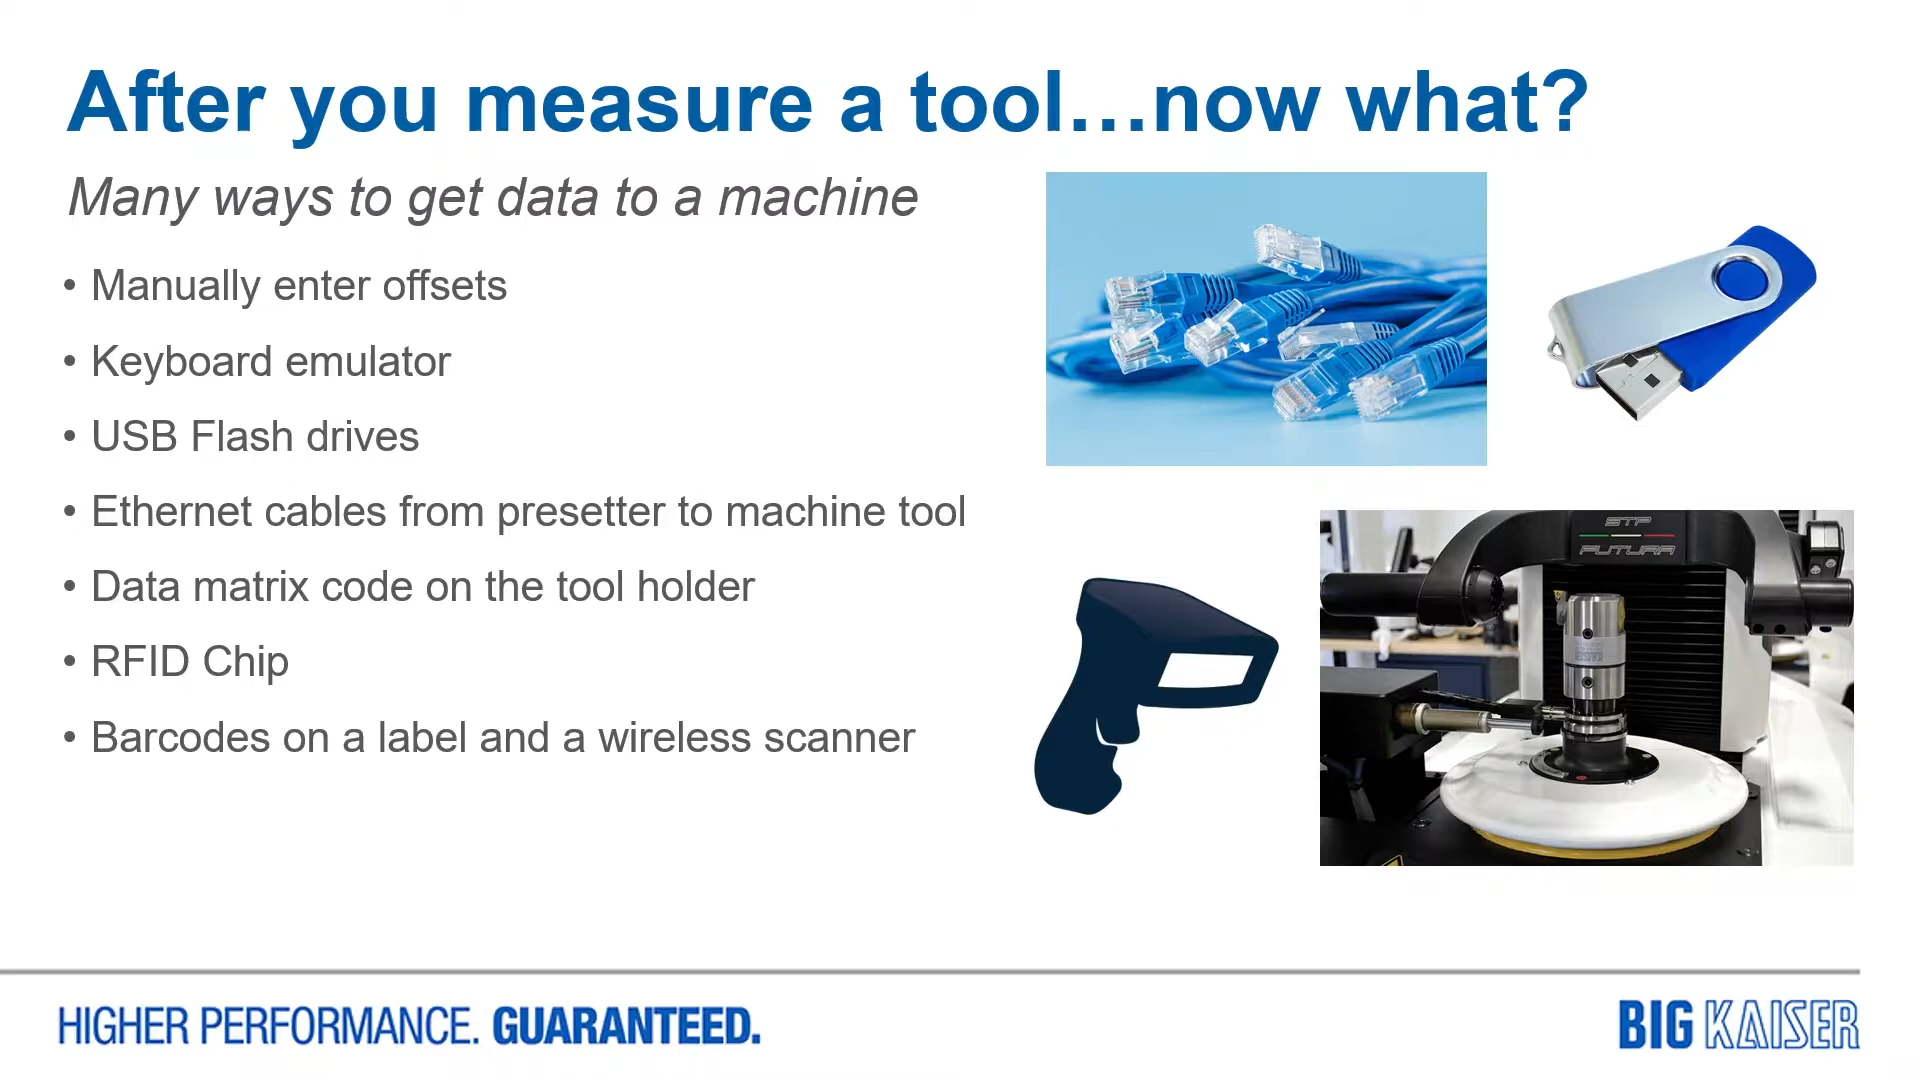 After you measure a tool…now what?
Many ways to get data to a machine
• Manually enter offsets
• Keyboard emulator
• USB Flash drives
• Ethernet cables from presetter to machine tool
• Data matrix code on the tool holder
• RFID Chip
• Barcodes on a label and a wireless scanner
STP
FUTURA
HIGHER PERFORMANCE. GUARANTEED.
BIG KAISER